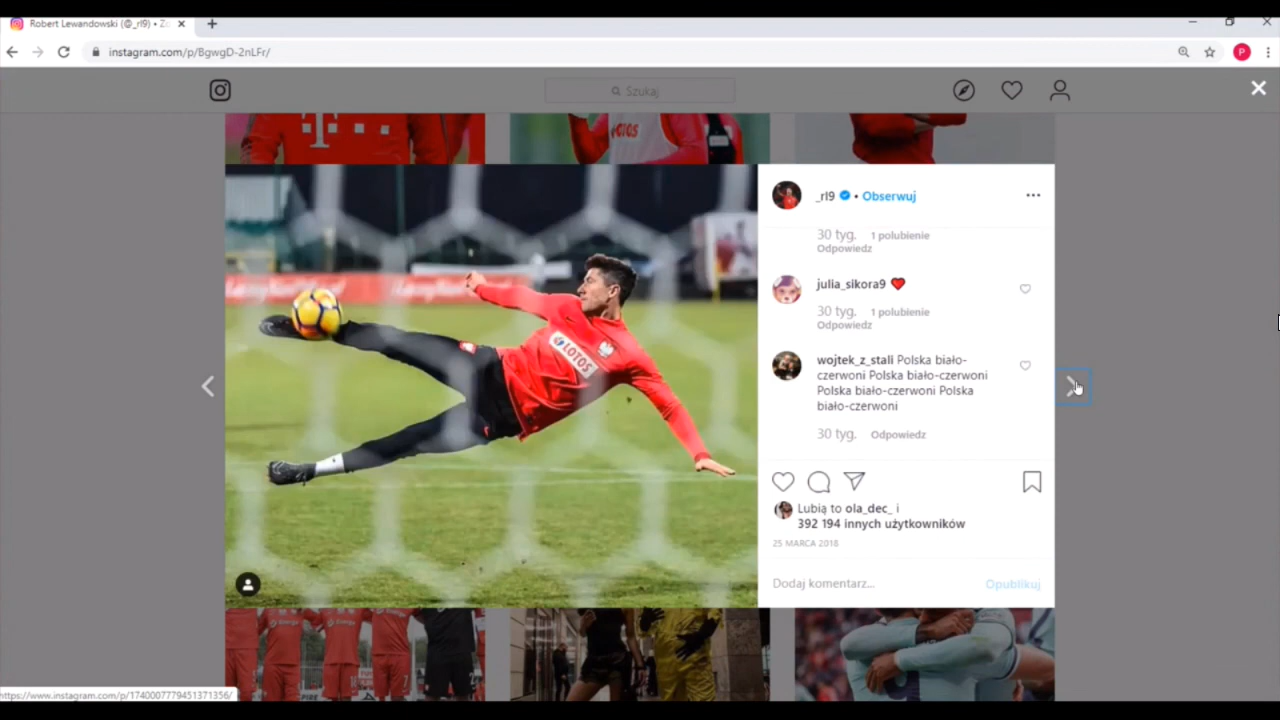 Robert Lewandowski (@_rl9) • Z
instagram.com/p/BgwgD-2nLFr/
P
Szukaj
T
LOTOS
_rl9 • Obserwuj
30 tyg. 1 polubienie
Odpowiedz
julia_sikora9 ❤
30 tyg. 1 polubienie
Odpowiedz
wojtek_z_stali Polska biało-
czerwoni Polska biało-czerwoni
Polska biało-czerwoni Polska
biało-czerwoni
30 tyg. Odpowiedz
LOTOS
Lubią to ola_dec_ i
392 194 innych użytkowników
25 MARCA 2018
Dodaj komentarz... Opublikuj
https://www.instagram.com/p/1740007779451371356/